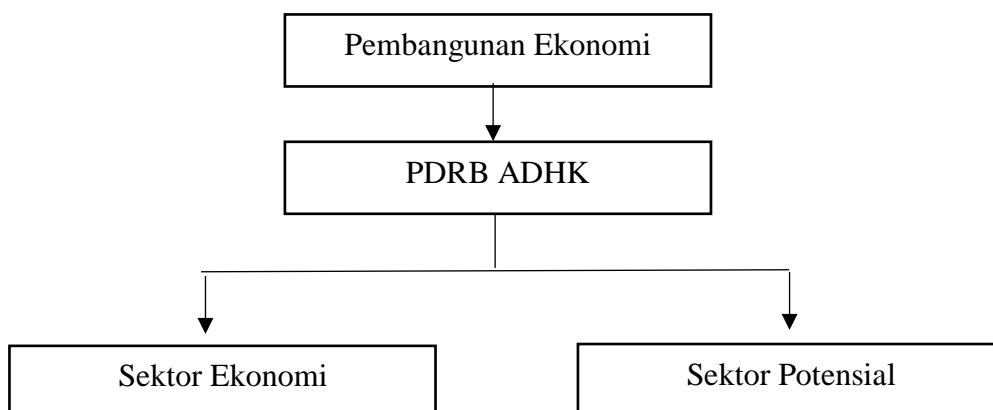 Pembangunan Ekonomi
PDRB ADHK
Sektor Ekonomi
Sektor Potensial